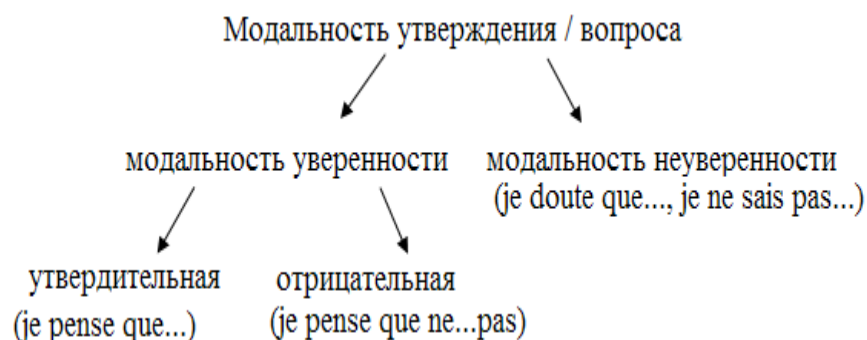 Модальность утверждения / вопроса
модальность уверенности
модальность неуверенности
(je doute que..., je ne sais pas...)
утвердительная
(je pense que...)
отрицательная
(je pense que ne...pas)